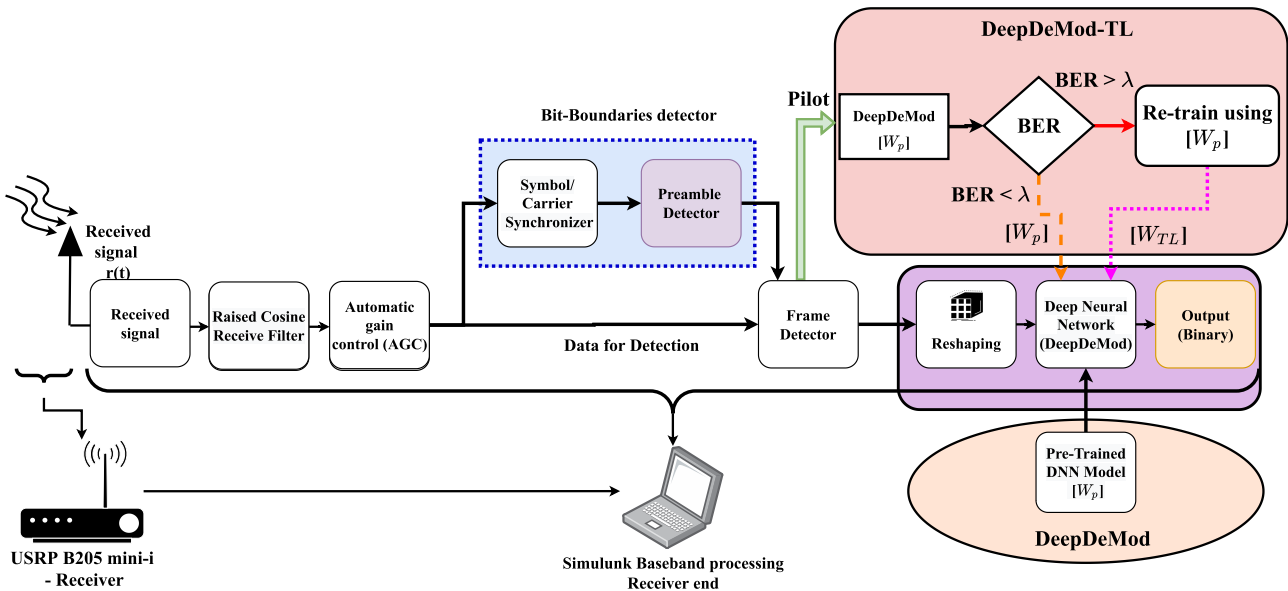 DeepDeMod-TL
BER > λ
Pilot
DeepDeMod
[W_p]
BER
Re-train using
[W_p]
BER < λ
[W_p]
[W_{TL}]
Bit-Boundaries detector
Symbol/
Carrier
Synchronizer
Preamble
Detector
Received
signal
r(t)
Received
signal
Raised Cosine
Receive Filter
Automatic
gain
control (AGC)
Data for Detection
Frame
Detector
Reshaping
Deep Neural
Network
(DeepDeMod)
Output
(Binary)
Pre-Trained
DNN Model
[W_p]
DeepDeMod
USRP B205 mini-i
- Receiver
Simulunk Baseband processing
Receiver end